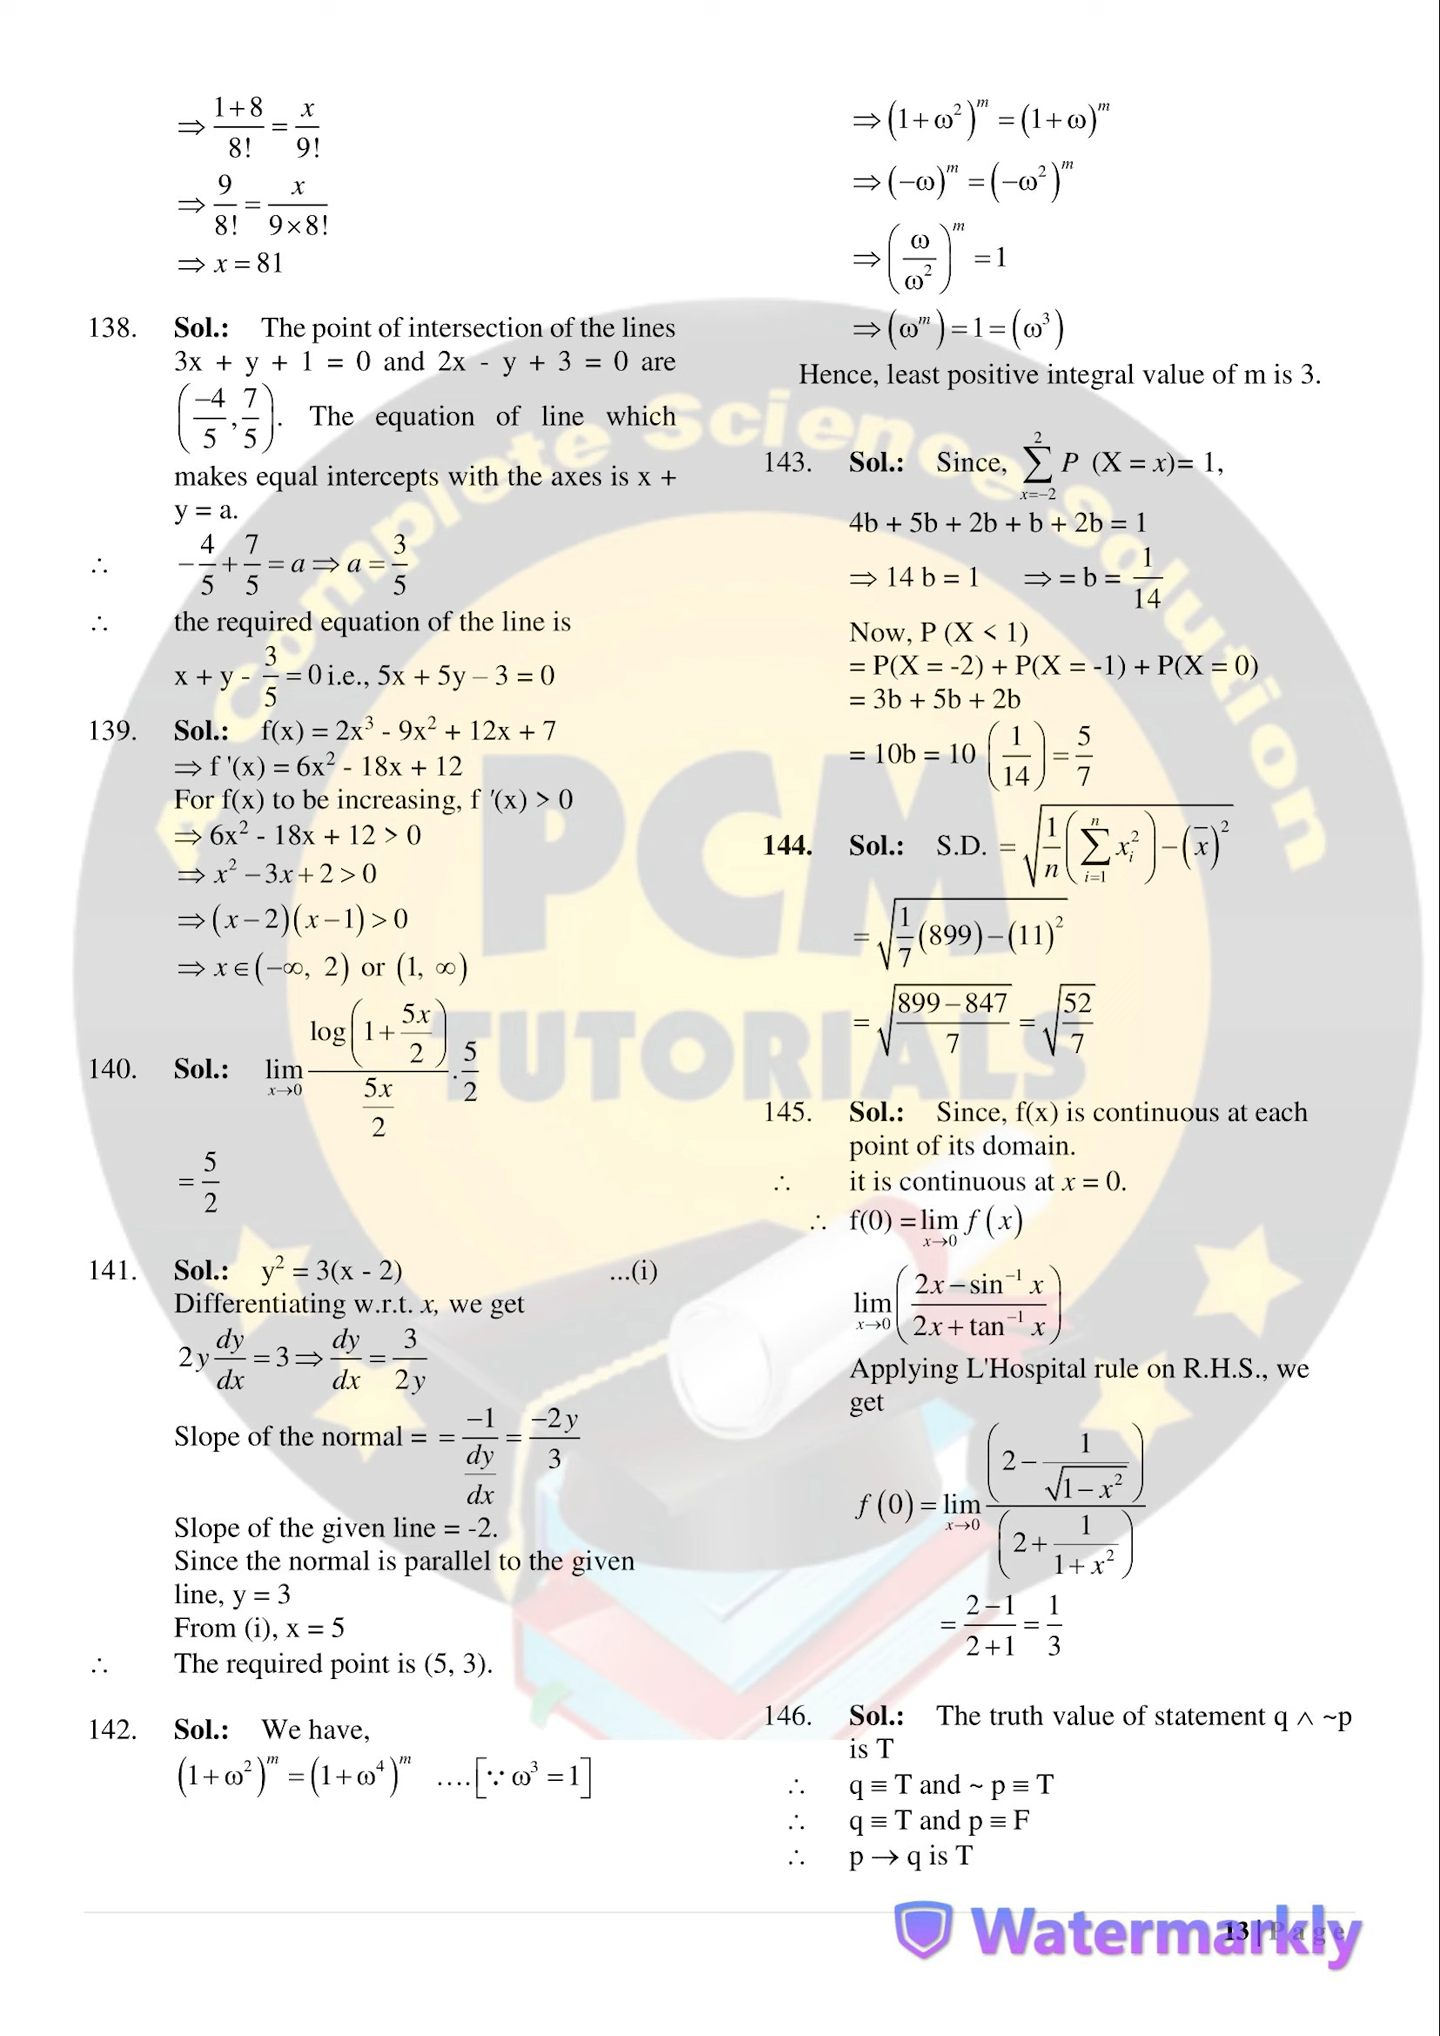 ⇒ (1+8)/8! = x/9!
⇒ 9/8! = x/(9×8!)
⇒ x = 81
138. Sol.: The point of intersection of the lines
3x + y + 1 = 0 and 2x - y + 3 = 0 are
(−4/5, 7/5). The equation of line which
makes equal intercepts with the axes is x +
y = a.
∴ −4/5 + 7/5 = a ⇒ a = 3/5
∴ the required equation of the line is
x + y - 3/5 = 0 i.e., 5x + 5y – 3 = 0
139. Sol.: f(x) = 2x³ - 9x² + 12x + 7
⇒ f '(x) = 6x² - 18x + 12
For f(x) to be increasing, f ′(x) > 0
⇒ 6x² - 18x + 12 > 0
⇒ x² − 3x + 2 > 0
⇒ (x − 2)(x − 1) > 0
⇒ x ∈ (−∞, 2) or (1, ∞)
140. Sol.: lim x→0 log(1 + 5x/2)/(5x/2) . 5/2
= 5/2
141. Sol.: y² = 3(x - 2) ...(i)
Differentiating w.r.t. x, we get
2y dy/dx = 3 ⇒ dy/dx = 3/2y
Slope of the normal = = −1/(dy/dx) = −2y/3
Slope of the given line = -2.
Since the normal is parallel to the given
line, y = 3
From (i), x = 5
∴ The required point is (5, 3).
142. Sol.: We have,
(1+ω²)^m = (1+ω⁴)^m ....[∵ ω³ = 1]
⇒ (1+ω²)^m = (1+ω)^m
⇒ (−ω)^m = (−ω²)^m
⇒ (ω/ω²)^m = 1
⇒ (ω^m) = 1 = (ω³)
Hence, least positive integral value of m is 3.
143. Sol.: Since, ∑ x=−2 2 P (X = x)= 1,
4b + 5b + 2b + b + 2b = 1
⇒ 14 b = 1 ⇒ = b = 1/14
Now, P (X < 1)
= P(X = -2) + P(X = -1) + P(X = 0)
= 3b + 5b + 2b
= 10b = 10 (1/14) = 5/7
144. Sol.: S.D. = √(1/n (∑ i=1 n xᵢ²) − (x̄)²)
= √(1/7 (899) − (11)²)
= √((899 − 847)/7) = √(52/7)
145. Sol.: Since, f(x) is continuous at each
point of its domain.
∴ it is continuous at x = 0.
∴ f(0) = lim x→0 f (x)
lim x→0 ((2x − sin⁻¹ x)/(2x + tan⁻¹ x))
Applying L'Hospital rule on R.H.S., we
get
f (0) = lim x→0 (2 − 1/√(1 − x²))/(2 + 1/(1 + x²))
= (2 − 1)/(2 + 1) = 1/3
146. Sol.: The truth value of statement q ∧ ~p
is T
∴ q ≡ T and ~ p ≡ T
∴ q ≡ T and p ≡ F
∴ p → q is T
A Complete Science Solution
PCM
TUTORIALS
13 | Page
Watermarkly